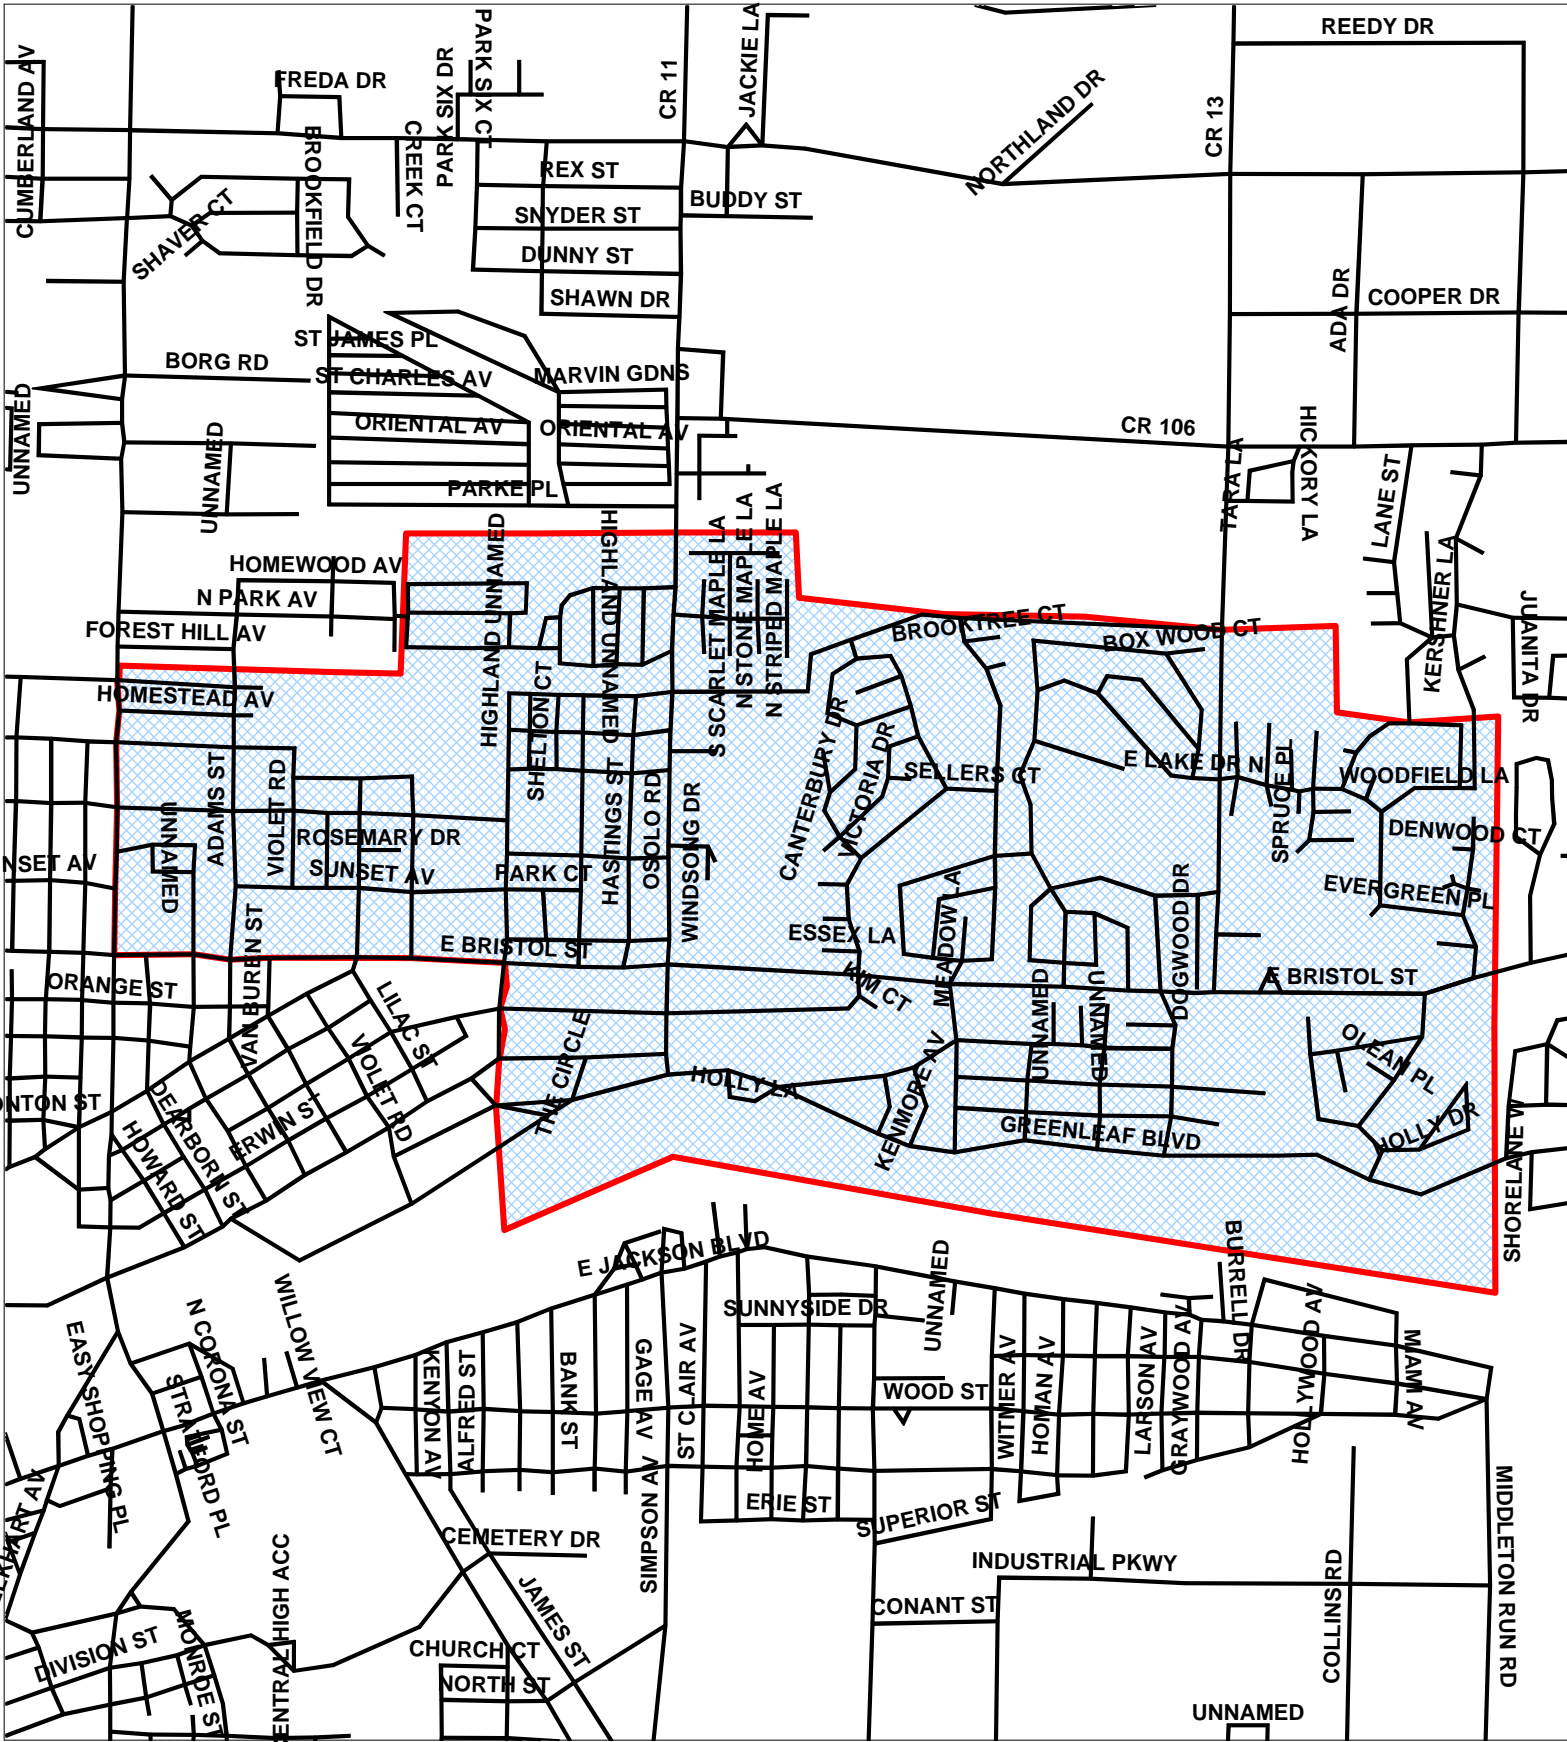 REEDY DR
CUMBERLAND AV
FREDA DR
PARK SIX DR
PARK SIX CT
CR 11
JACKIE LA
NORTHLAND DR
CR 13
BROOKFIELD DR
CREEK CT
REX ST
SNYDER ST
BUDDY ST
SHAVER CT
DUNNY ST
SHAWN DR
ADA DR
COOPER DR
ST JAMES PL
BORG RD
ST CHARLES AV
MARVIN GDNS
UNNAMED
ORIENTAL AV
ORIENTAL AV
CR 106
UNNAMED
TARA LA
HICKORY LA
LANE ST
PARKE PL
HOMEWOOD AV
N PARK AV
FOREST HILL AV
HIGHLAND UNNAMED
HIGHLAND UNNAMED
S SCARLET MAPLE LA
N STONE MAPLE LA
N STRIPED MAPLE LA
BROOKTREE CT
BOX WOOD CT
KERSHNER LA
JUANITA DR
HOMESTEAD AV
SHELTON CT
ADAMS ST
VIOLET RD
HASTINGS ST
OSOLO RD
WINDSONG DR
CANTERBURY DR
VICTORIA DR
SELLERS CT
E LAKE DR N
SPRUCE PL
WOODFIELD LA
UNNAMED
ROSEMARY DR
SUNSET AV
NSET AV
PARK CT
DENWOOD CT
EVERGREEN PL
VAN BUREN ST
E BRISTOL ST
ESSEX LA
MEADOW LA
DOGWOOD DR
KIM CT
E BRISTOL ST
ORANGE ST
LILAC ST
UNNAMED
UNNAMED
VIOLET RD
THE CIRCLE
OLEAN PL
ONTON ST
DEARBORN ST
ERWIN ST
HOLLY LA
KENMORE AV
GREENLEAF BLVD
HOLLY DR
HOWARD ST
SHORELANE W
E JACKSON BLVD
UNNAMED
BURRELL DR
N CORONA ST
WILLOW VIEW CT
SUNNYSIDE DR
HOLLYWOOD AV
EASY SHOPPING PL
STRATFORD PL
KENYON AV
ALFRED ST
BANK ST
GAGE AV
ST CLAIR AV
HOME AV
WOOD ST
WITMER AV
HOMAN AV
LARSON AV
GRAYWOOD AV
MIAMI AV
ELKHART AV
SIMPSON AV
ERIE ST
SUPERIOR ST
MIDDLETON RUN RD
CEMETERY DR
INDUSTRIAL PKWY
COLLINS RD
ENTRAL HIGH ACC
JAMES ST
CONANT ST
DIVISION ST
MONROE ST
CHURCH CT
NORTH ST
UNNAMED